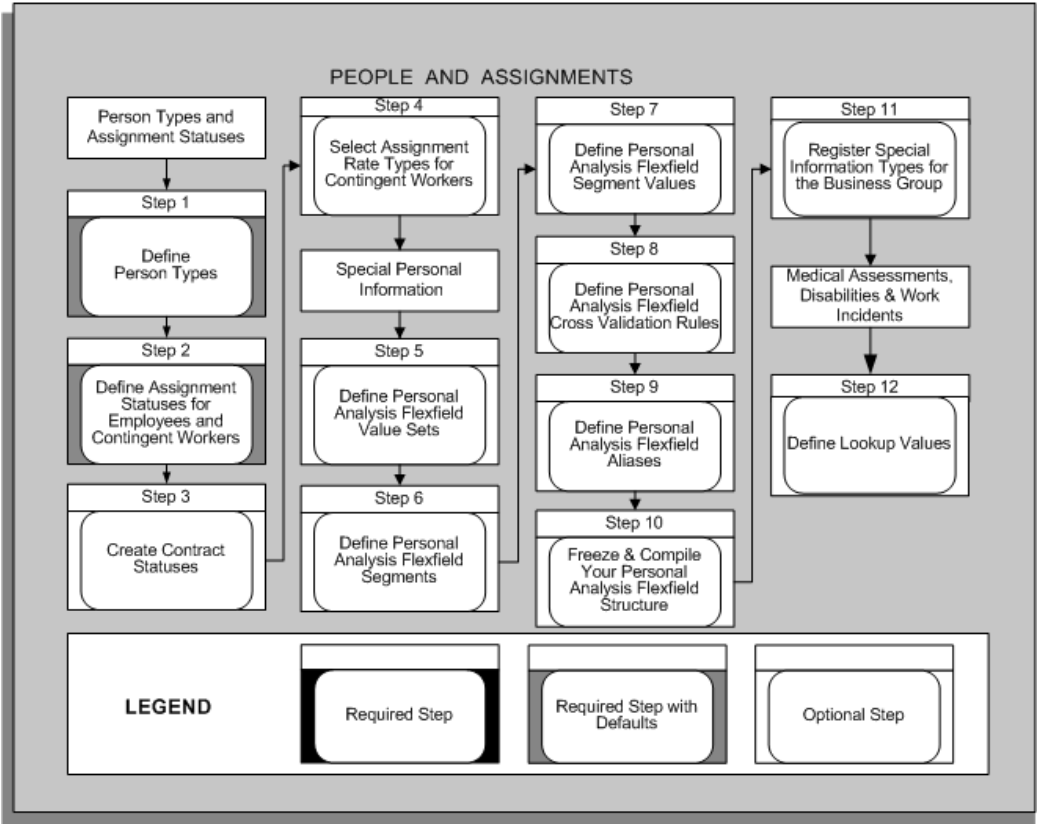 PEOPLE AND ASSIGNMENTS
Person Types and
Assignment Statuses
Step 1
Define
Person Types
Step 2
Define Assignment
Statuses for
Employees and
Contingent Workers
Step 3
Create Contract
Statuses
Step 4
Select Assignment
Rate Types for
Contingent Workers
Special Personal
Information
Step 5
Define Personal
Analysis Flexfield
Value Sets
Step 6
Define Personal
Analysis Flexfield
Segments
Step 7
Define Personal
Analysis Flexfield
Segment Values
Step 8
Define Personal
Analysis Flexfield
Cross Validation Rules
Step 9
Define Personal
Analysis Flexfield
Aliases
Step 10
Freeze & Compile
Your Personal
Analysis Flexfield
Structure
Step 11
Register Special
Information Types for
the Business Group
Medical Assessments,
Disabilities & Work
Incidents
Step 12
Define Lookup Values
LEGEND
Required Step
Required Step with
Defaults
Optional Step